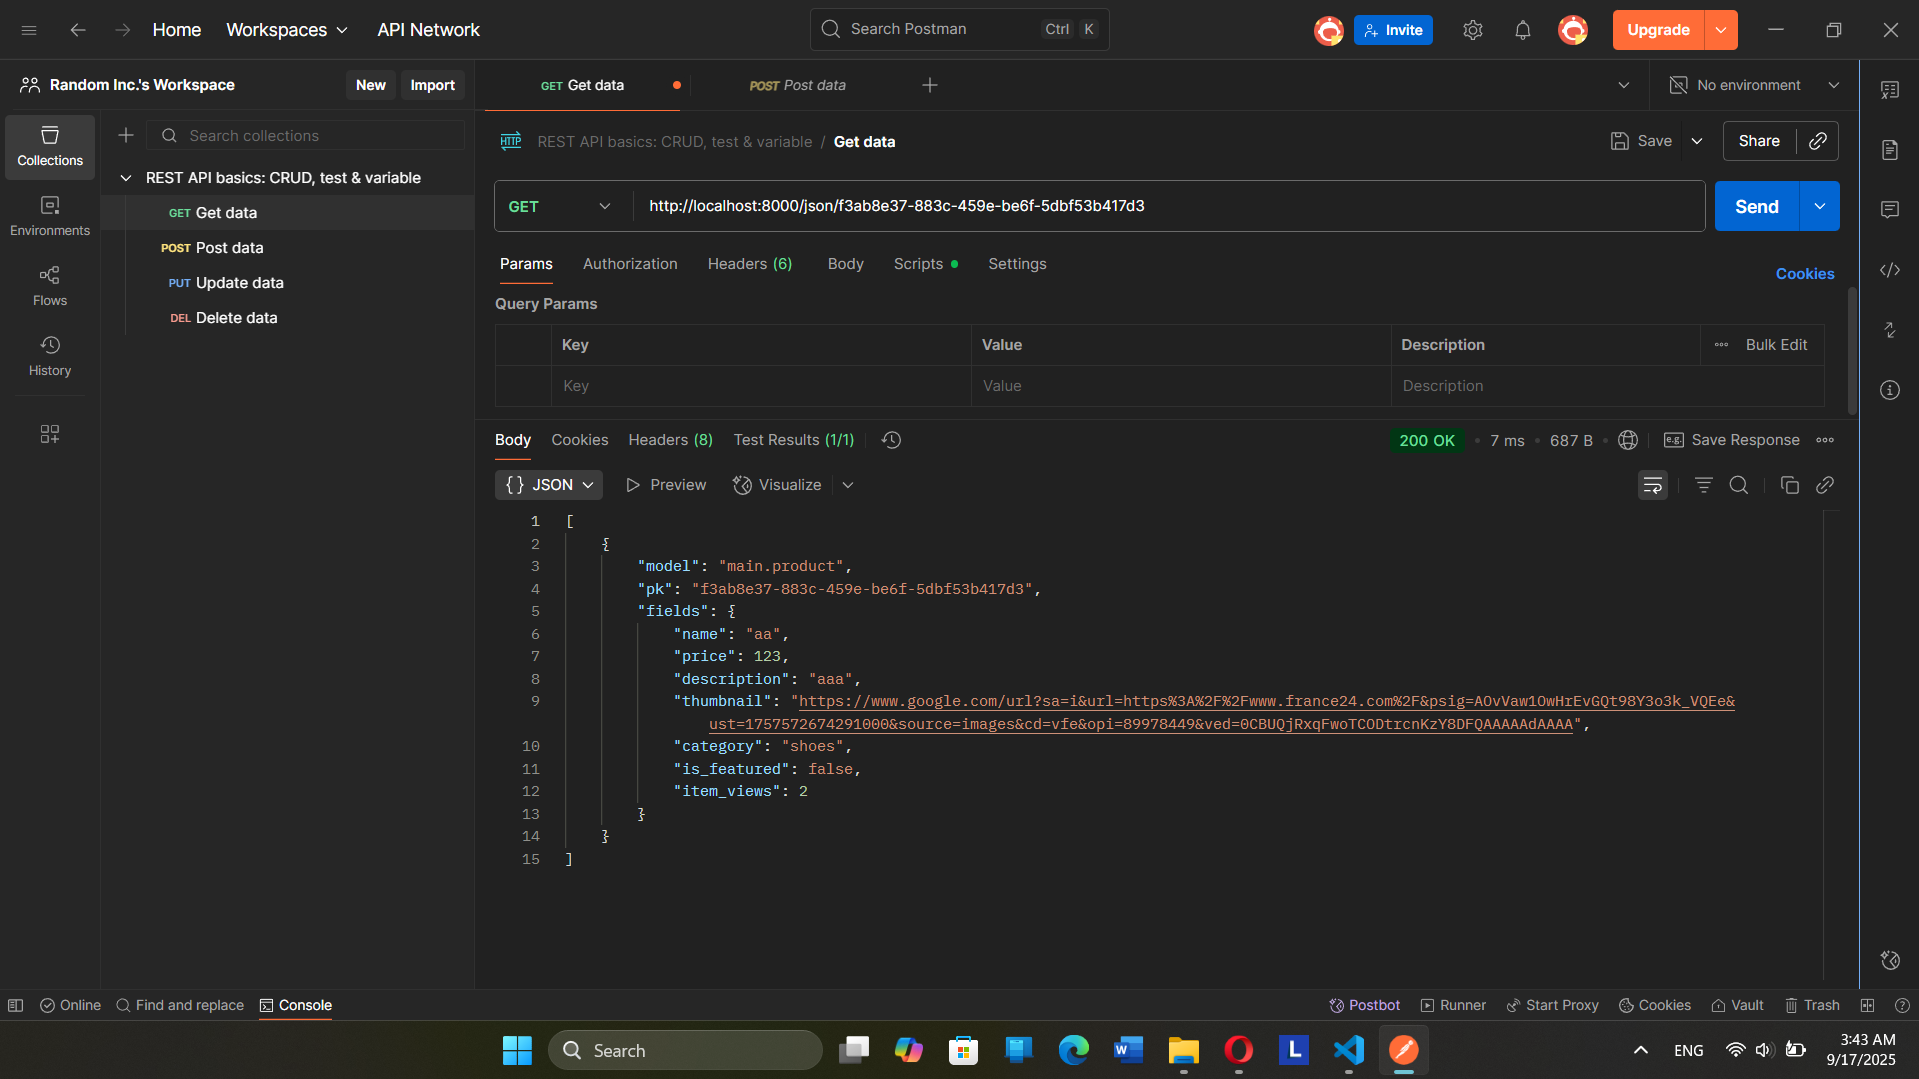 Home Workspaces API Network Search Postman Ctrl K Invite Upgrade
Random Inc.'s Workspace New Import GET Get data POST Post data No environment
Search collections
REST API basics: CRUD, test & variable / Get data Save Share
Collections
Environments
Flows
History
REST API basics: CRUD, test & variable
GET Get data
POST Post data
PUT Update data
DEL Delete data
GET http://localhost:8000/json/f3ab8e37-883c-459e-be6f-5dbf53b417d3 Send
Params Authorization Headers (6) Body Scripts Settings Cookies
Query Params
Key Value Description Bulk Edit
Key Value Description
Body Cookies Headers (8) Test Results (1/1) 200 OK 7 ms 687 B e.g. Save Response
{} JSON Preview Visualize
1 [
2 {
3 "model": "main.product",
4 "pk": "f3ab8e37-883c-459e-be6f-5dbf53b417d3",
5 "fields": {
6 "name": "aa",
7 "price": 123,
8 "description": "aaa",
9 "thumbnail": "https://www.google.com/url?sa=i&url=https%3A%2F%2Fwww.france24.com%2F&psig=AOvVaw1OwHrEvGQt98Y3o3k_VQEe&
ust=1757572674291000&source=images&cd=vfe&opi=89978449&ved=0CBUQjRxqFwoTCODtrcnKzY8DFQAAAAAdAAAA",
10 "category": "shoes",
11 "is_featured": false,
12 "item_views": 2
13 }
14 }
15 ]
Online Find and replace Console Postbot Runner Start Proxy Cookies Vault Trash
Search ENG 3:43 AM
9/17/2025